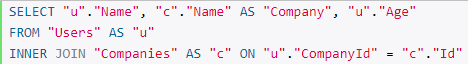 SELECT "u"."Name", "c"."Name" AS "Company", "u"."Age"
FROM "Users" AS "u"
INNER JOIN "Companies" AS "c" ON "u"."CompanyId" = "c"."Id"